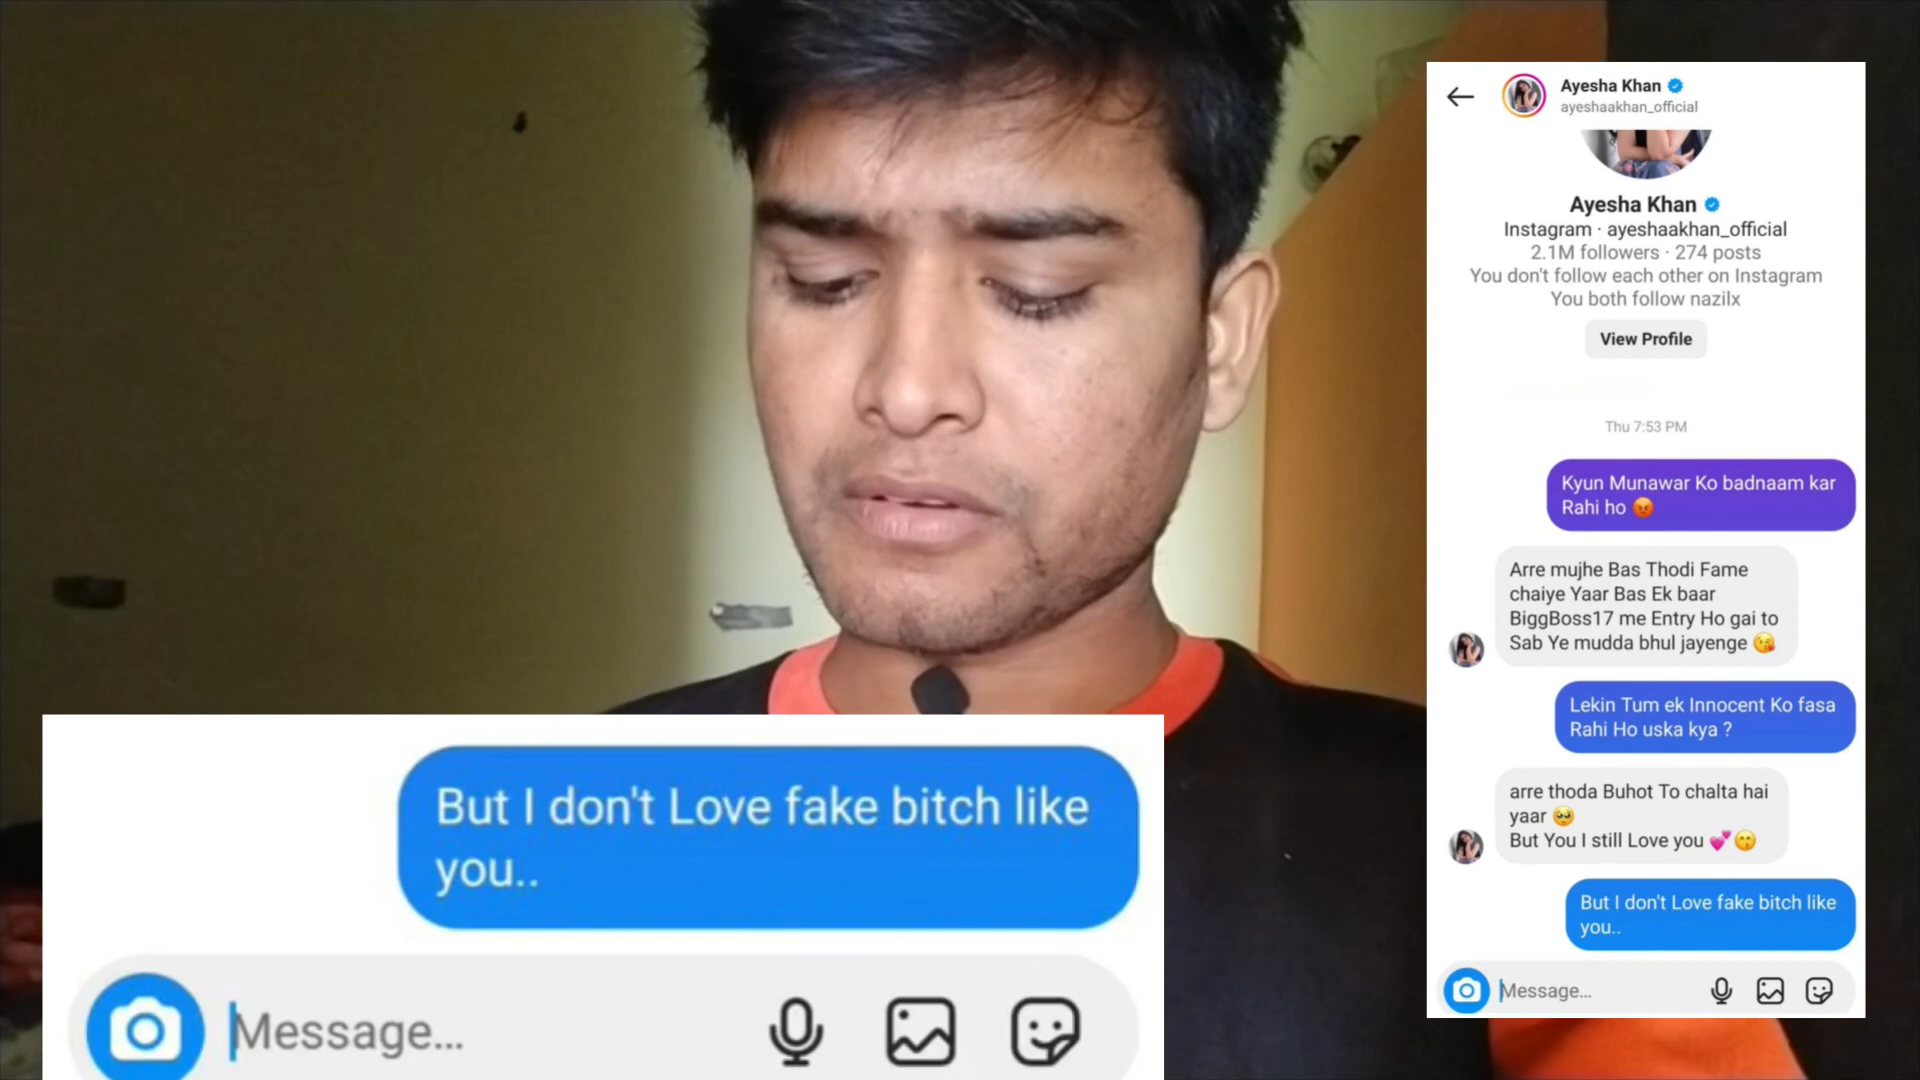 Ayesha Khan
ayeshaakhan_official
Ayesha Khan
Instagram · ayeshaakhan_official
2.1M followers · 274 posts
You don't follow each other on Instagram
You both follow nazilx
View Profile
Thu 7:53 PM
Kyun Munawar Ko badnaam kar
Rahi ho 😡
Arre mujhe Bas Thodi Fame
chaiye Yaar Bas Ek baar
BiggBoss17 me Entry Ho gai to
Sab Ye mudda bhul jayenge 😘
Lekin Tum ek Innocent Ko fasa
Rahi Ho uska kya ?
arre thoda Buhot To chalta hai
yaar 🥺
But You I still Love you 💕😙
But I don't Love fake bitch like
you..
Message...
But I don't Love fake bitch like
you..
Message...